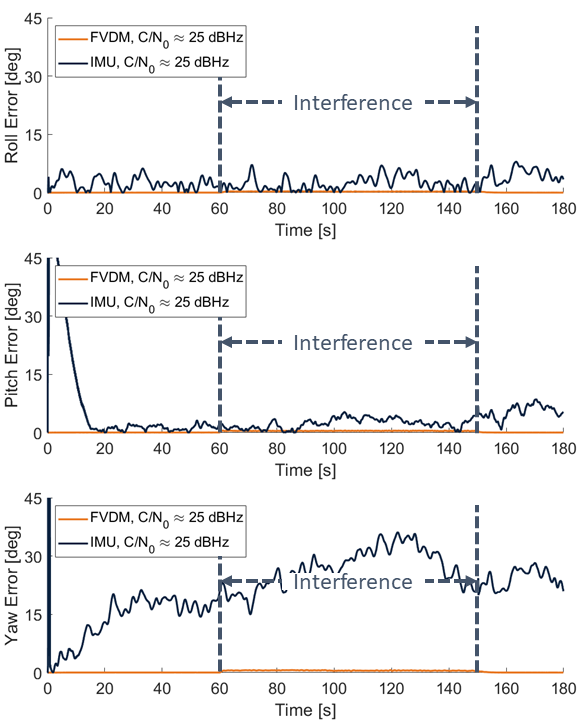 45
30
15
0
Roll Error [deg]
FVDM, C/N0 ≈ 25 dBHz
IMU, C/N0 ≈ 25 dBHz
Interference
0 20 40 60 80 100 120 140 160 180
Time [s]
45
30
15
0
Pitch Error [deg]
FVDM, C/N0 ≈ 25 dBHz
IMU, C/N0 ≈ 25 dBHz
Interference
0 20 40 60 80 100 120 140 160 180
Time [s]
45
30
15
0
Yaw Error [deg]
FVDM, C/N0 ≈ 25 dBHz
IMU, C/N0 ≈ 25 dBHz
Interference
0 20 40 60 80 100 120 140 160 180
Time [s]